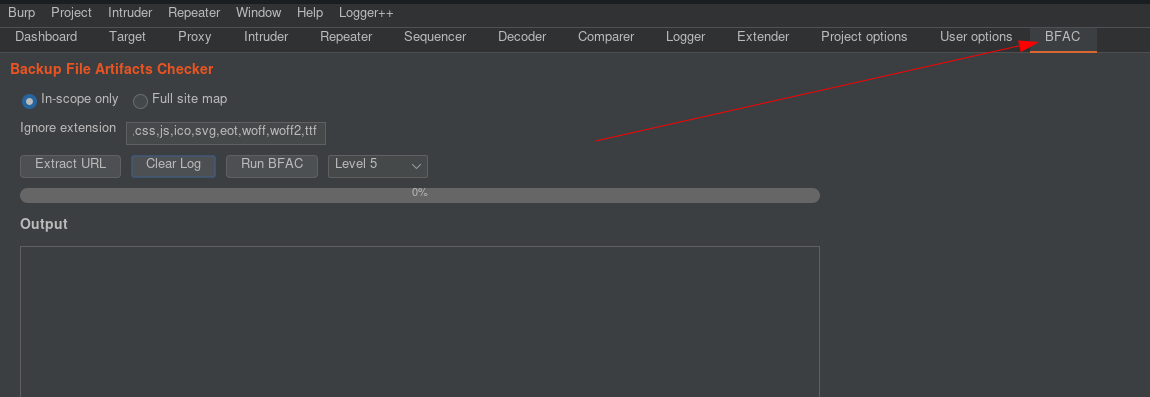 Burp Project Intruder Repeater Window Help Logger++
Dashboard Target Proxy Intruder Repeater Sequencer Decoder Comparer Logger Extender Project options User options BFAC
Backup File Artifacts Checker
In-scope only Full site map
Ignore extension .css,js,ico,svg,eot,woff,woff2,ttf
Extract URL Clear Log Run BFAC Level 5
0%
Output